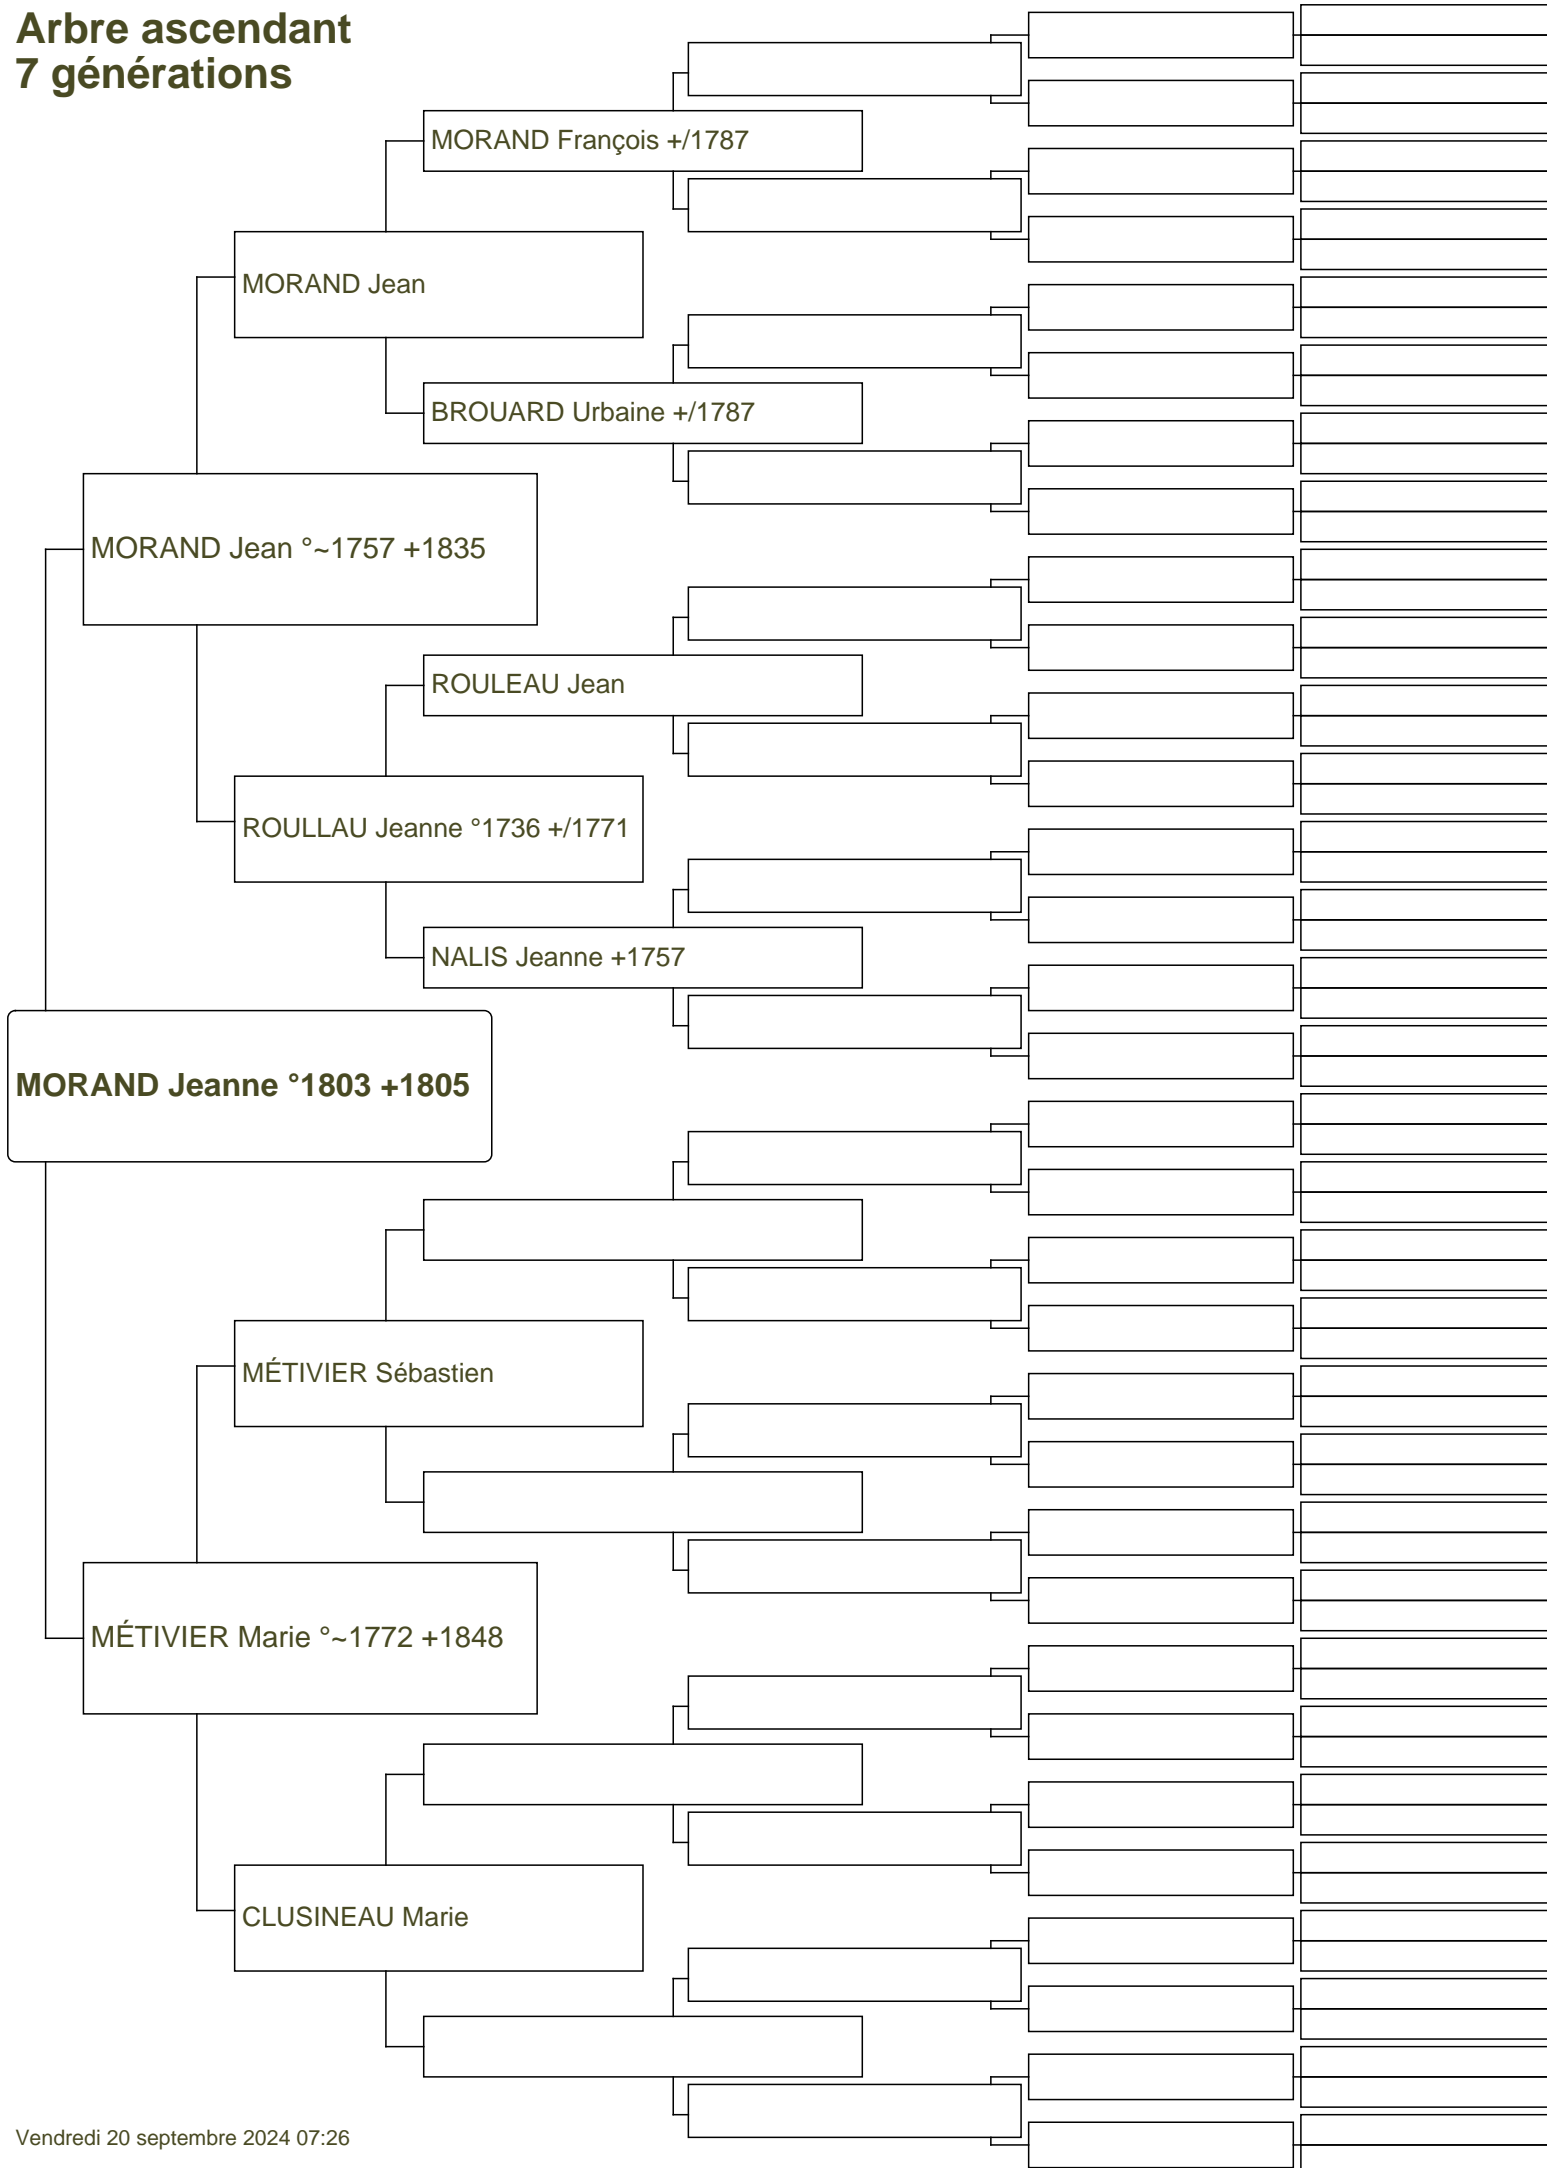 Arbre ascendant
7 générations
MORAND François +/1787
MORAND Jean
BROUARD Urbaine +/1787
MORAND Jean °~1757 +1835
ROULEAU Jean
ROULLAU Jeanne °1736 +/1771
NALIS Jeanne +1757
MORAND Jeanne °1803 +1805
MÉTIVIER Sébastien
MÉTIVIER Marie °~1772 +1848
CLUSINEAU Marie
Vendredi 20 septembre 2024 07:26